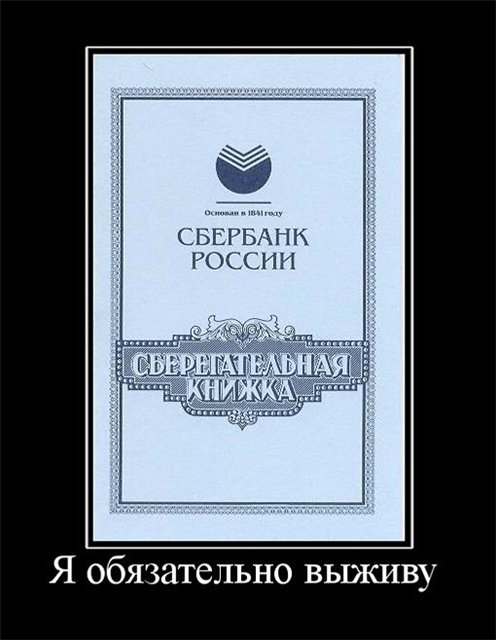 Основан в 1841 году
СБЕРБАНК
РОССИИ
СБЕРЕГАТЕЛЬНАЯ
КНИЖКА
Я обязательно выживу